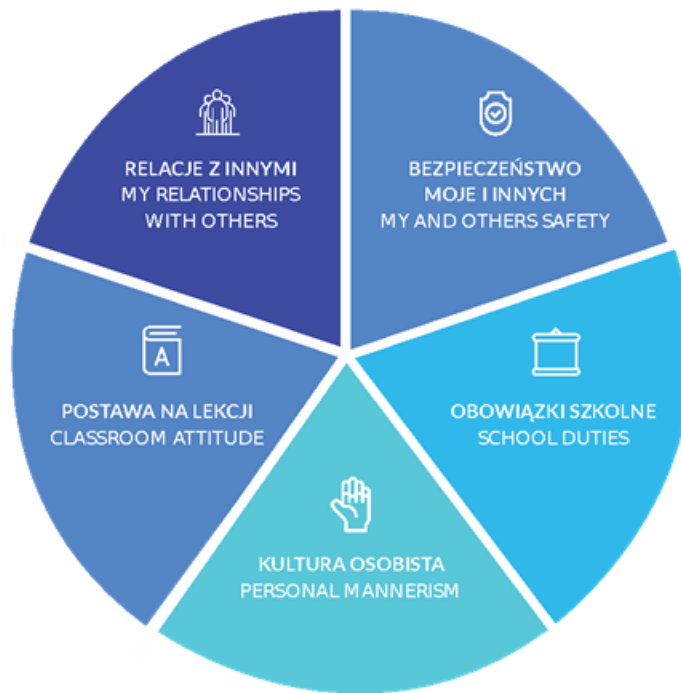 RELACJE Z INNYMI
MY RELATIONSHIPS
WITH OTHERS
BEZPIECZEŃSTWO
MOJE I INNYCH
MY AND OTHERS SAFETY
A
POSTAWA NA LEKCJI
CLASSROOM ATTITUDE
OBOWIĄZKI SZKOLNE
SCHOOL DUTIES
KULTURA OSOBISTA
PERSONAL MANNERISM